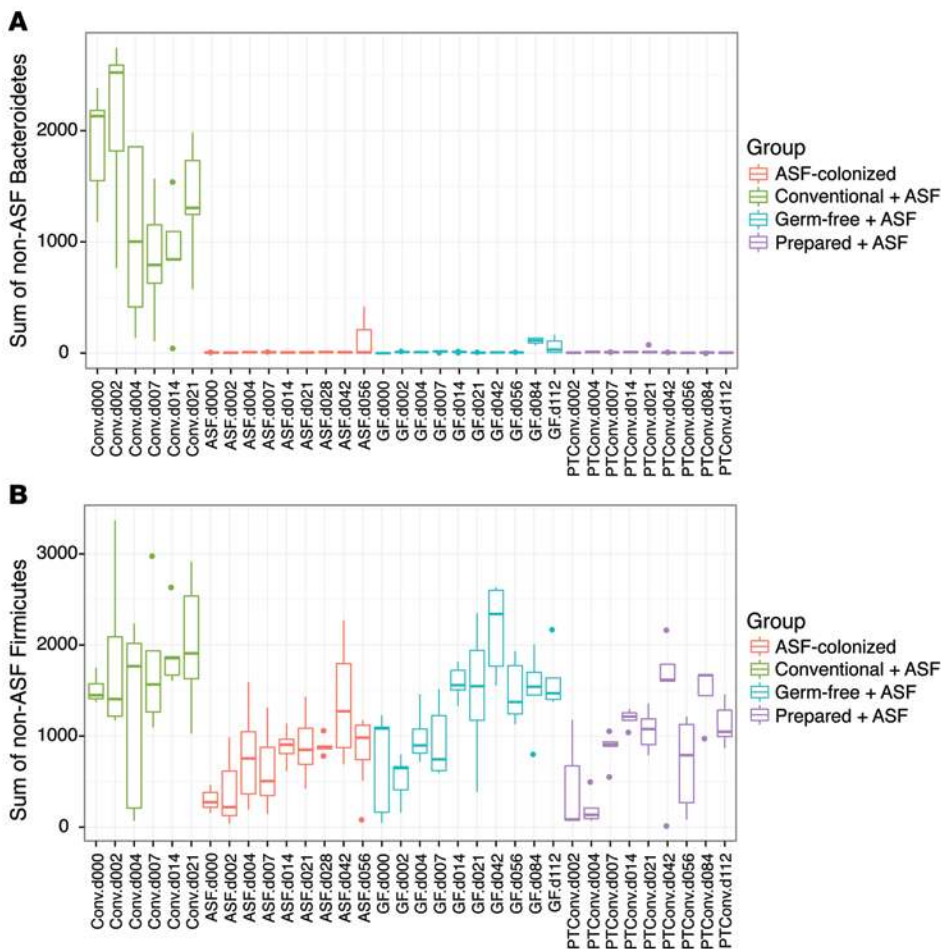 A
Sum of non-ASF Bacteroidetes
2000
1000
0
Conv.d000
Conv.d002
Conv.d004
Conv.d007
Conv.d014
Conv.d021
ASF.d000
ASF.d002
ASF.d004
ASF.d007
ASF.d014
ASF.d021
ASF.d028
ASF.d042
ASF.d056
GF.d000
GF.d002
GF.d004
GF.d007
GF.d014
GF.d021
GF.d042
GF.d056
GF.d084
GF.d112
PTConv.d002
PTConv.d004
PTConv.d007
PTConv.d014
PTConv.d021
PTConv.d042
PTConv.d056
PTConv.d084
PTConv.d112
Group
ASF-colonized
Conventional + ASF
Germ-free + ASF
Prepared + ASF
B
Sum of non-ASF Firmicutes
3000
2000
1000
0
Conv.d000
Conv.d002
Conv.d004
Conv.d007
Conv.d014
Conv.d021
ASF.d000
ASF.d002
ASF.d004
ASF.d007
ASF.d014
ASF.d021
ASF.d028
ASF.d042
ASF.d056
GF.d000
GF.d002
GF.d004
GF.d007
GF.d014
GF.d021
GF.d042
GF.d056
GF.d084
GF.d112
PTConv.d002
PTConv.d004
PTConv.d007
PTConv.d014
PTConv.d021
PTConv.d042
PTConv.d056
PTConv.d084
PTConv.d112
Group
ASF-colonized
Conventional + ASF
Germ-free + ASF
Prepared + ASF